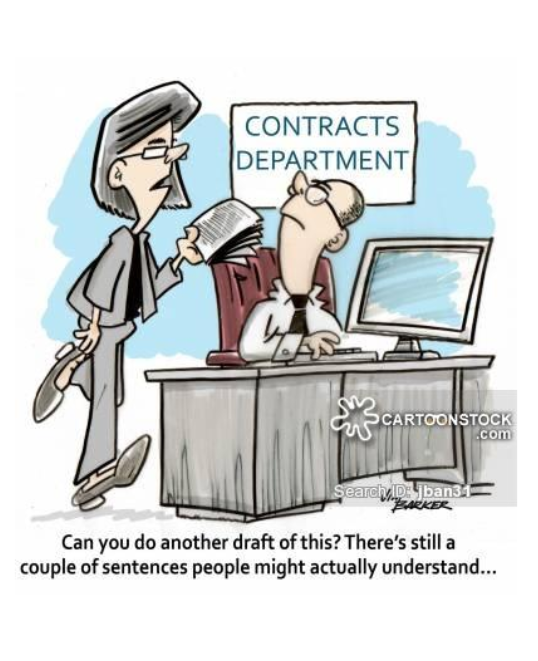 CONTRACTS
DEPARTMENT
CARTOONSTOCK
.com
Search ID: jban31
BARKER
Can you do another draft of this? There's still a
couple of sentences people might actually understand...